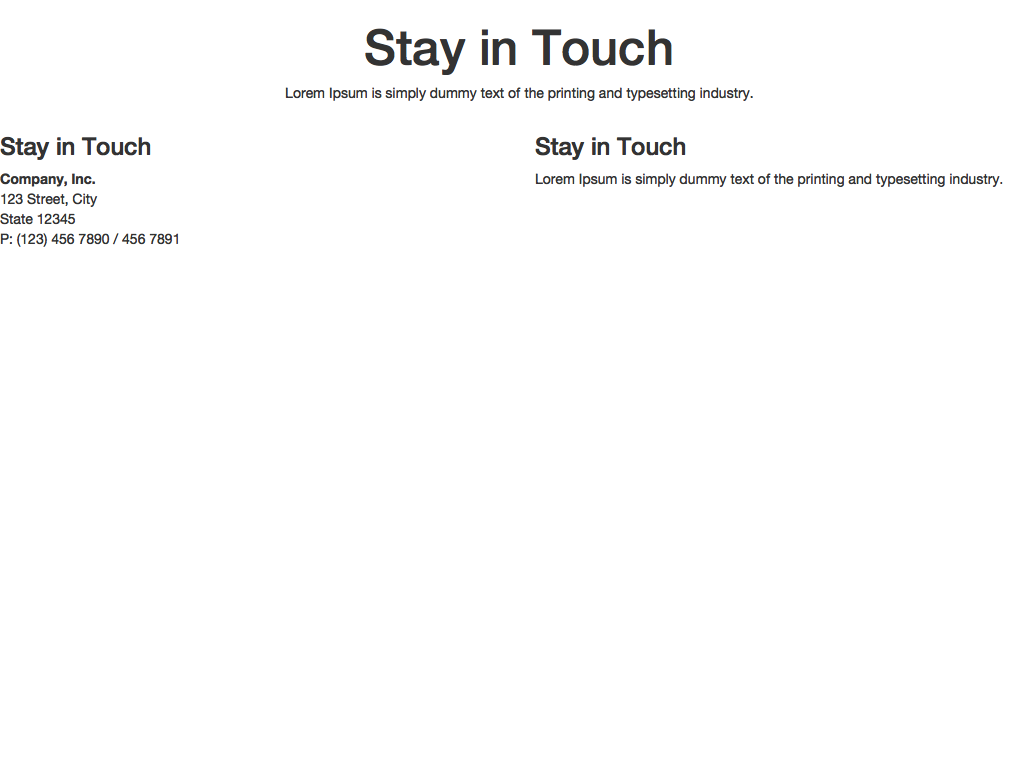 Stay in Touch
Lorem Ipsum is simply dummy text of the printing and typesetting industry.
Stay in Touch
Company, Inc.
123 Street, City
State 12345
P: (123) 456 7890 / 456 7891
Stay in Touch
Lorem Ipsum is simply dummy text of the printing and typesetting industry.